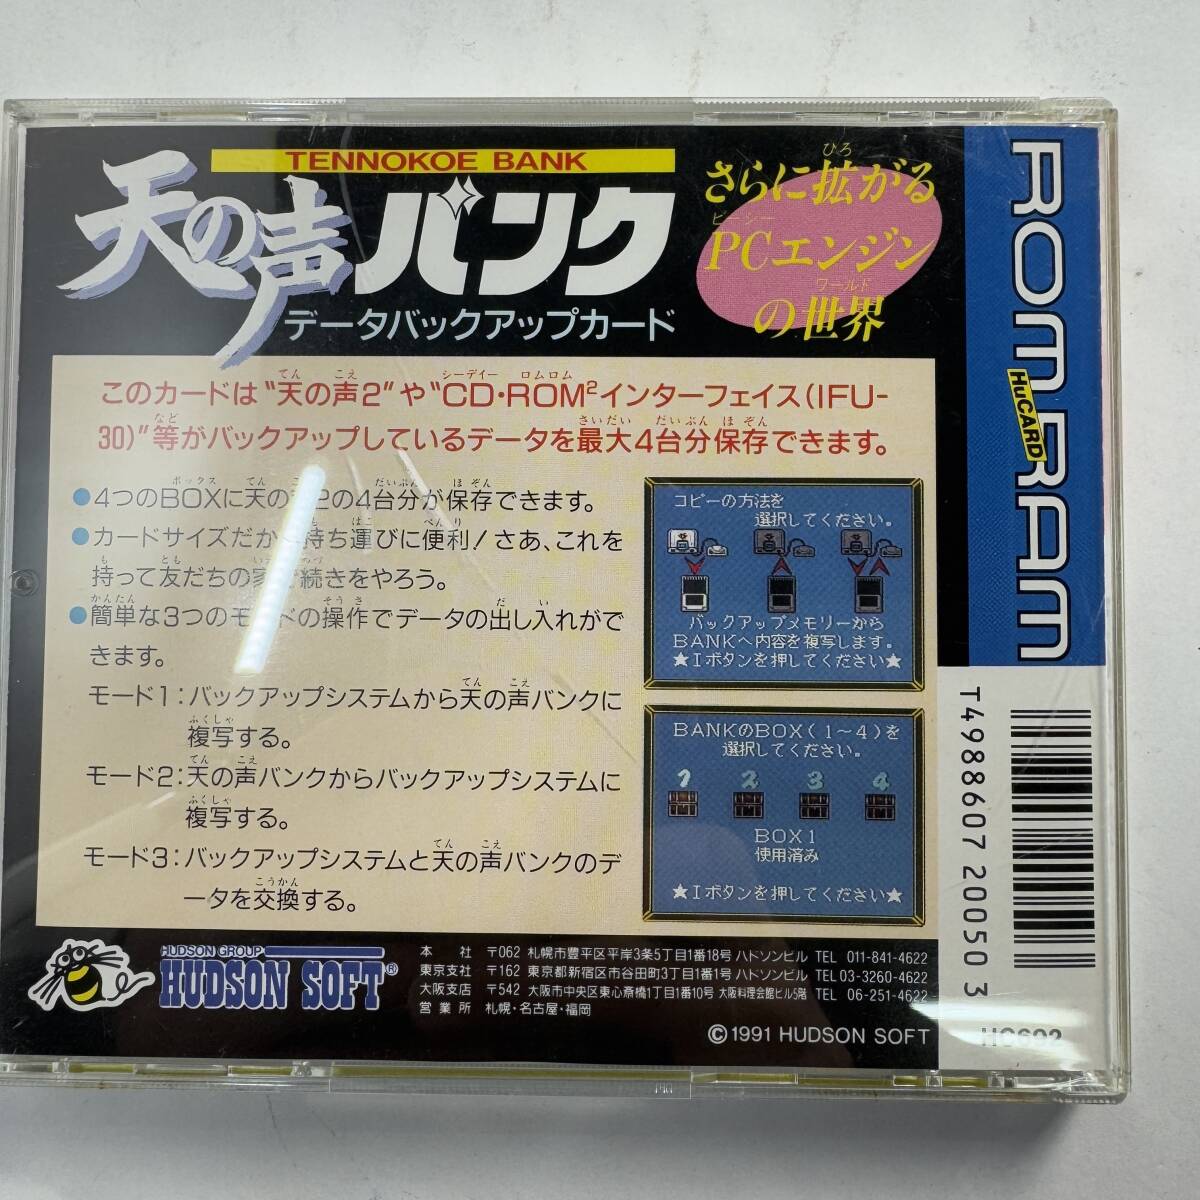 TENNOKOE BANK
天の声バンク
データバックアップカード
さらに拡がる
PCエンジン
の世界
ひろ
ピーシー
ワールド
このカードは“天の声2”や“CD・ROM²インターフェイス(IFU-
30)”等がバックアップしているデータを最大4台分保存できます。
●4つのBOXに天の声2の4台分が保存できます。
●カードサイズだから持ち運びに便利！さあ、これを
持って友だちの家で続きをやろう。
●簡単な3つのモードの操作でデータの出し入れがで
きます。
モード1：バックアップシステムから天の声バンクに
複写する。
モード2：天の声バンクからバックアップシステムに
複写する。
モード3：バックアップシステムと天の声バンクのデ
ータを交換する。
コピーの方法を
選択してください。
バックアップメモリーから
BANKへ内容を複写します。
★Iボタンを押してください★
BANKのBOX(1〜4)を
選択してください。
1 2 3 4
BOX1
使用済み
★Iボタンを押してください★
HUDSON GROUP
HUDSON SOFT®
本 社 〒062 札幌市豊平区平岸3条5丁目1番18号 ハドソンビル TEL 011-841-4622
東京支社 〒162 東京都新宿区市谷田町3丁目1番1号 ハドソンビル TEL 03-3260-4622
大阪支店 〒542 大阪市中央区東心斎橋1丁目1番10号 大阪料理会館ビル5階 TEL 06-251-4622
営業所 札幌・名古屋・福岡
©1991 HUDSON SOFT
ROMRAM
HuCARD
T4988607 20050 3